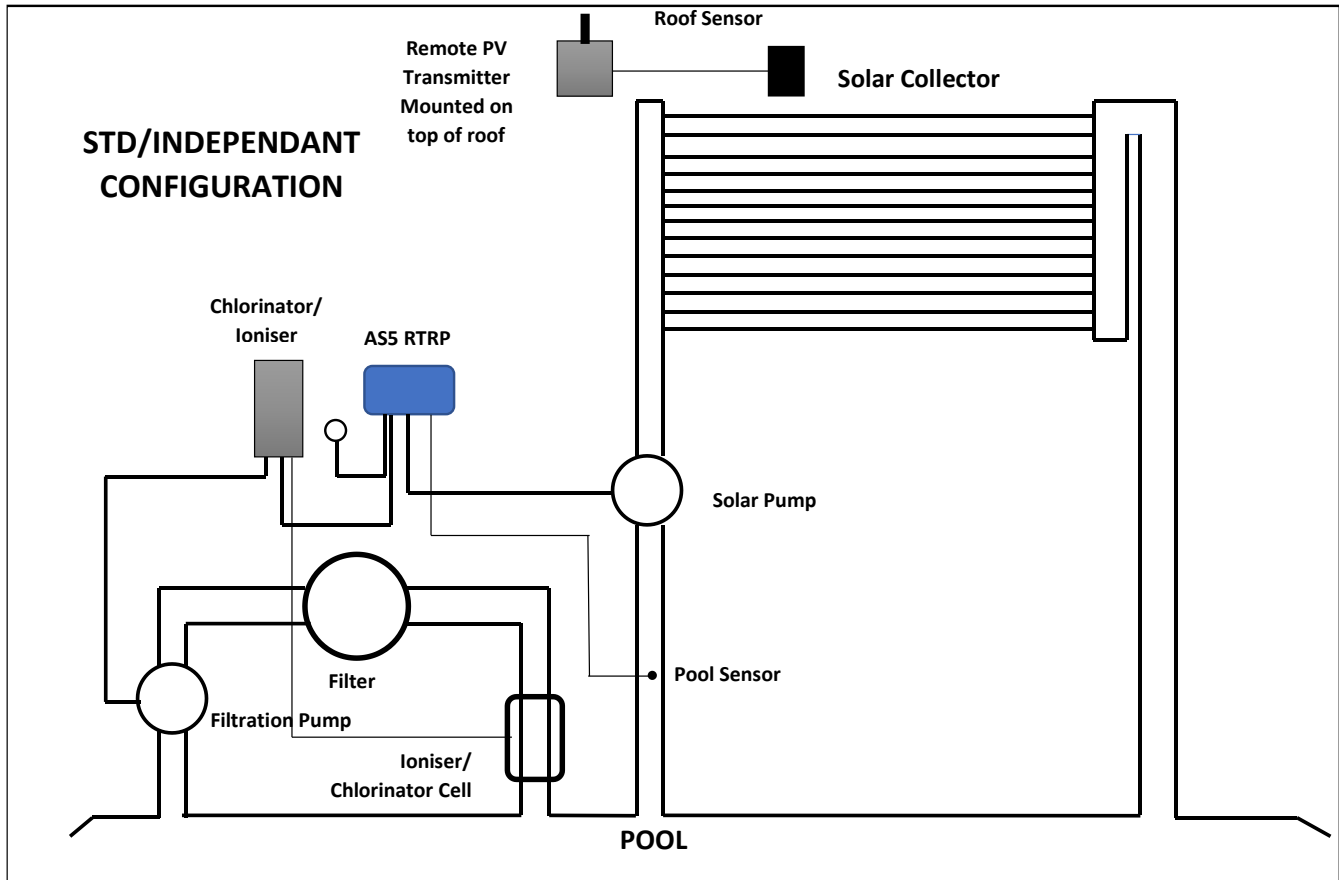 Roof Sensor
Remote PV
Transmitter
Mounted on
top of roof
Solar Collector
STD/INDEPENDANT
CONFIGURATION
Chlorinator/
Ioniser
AS5 RTRP
Solar Pump
Filter
Pool Sensor
Filtration Pump
Ioniser/
Chlorinator Cell
POOL